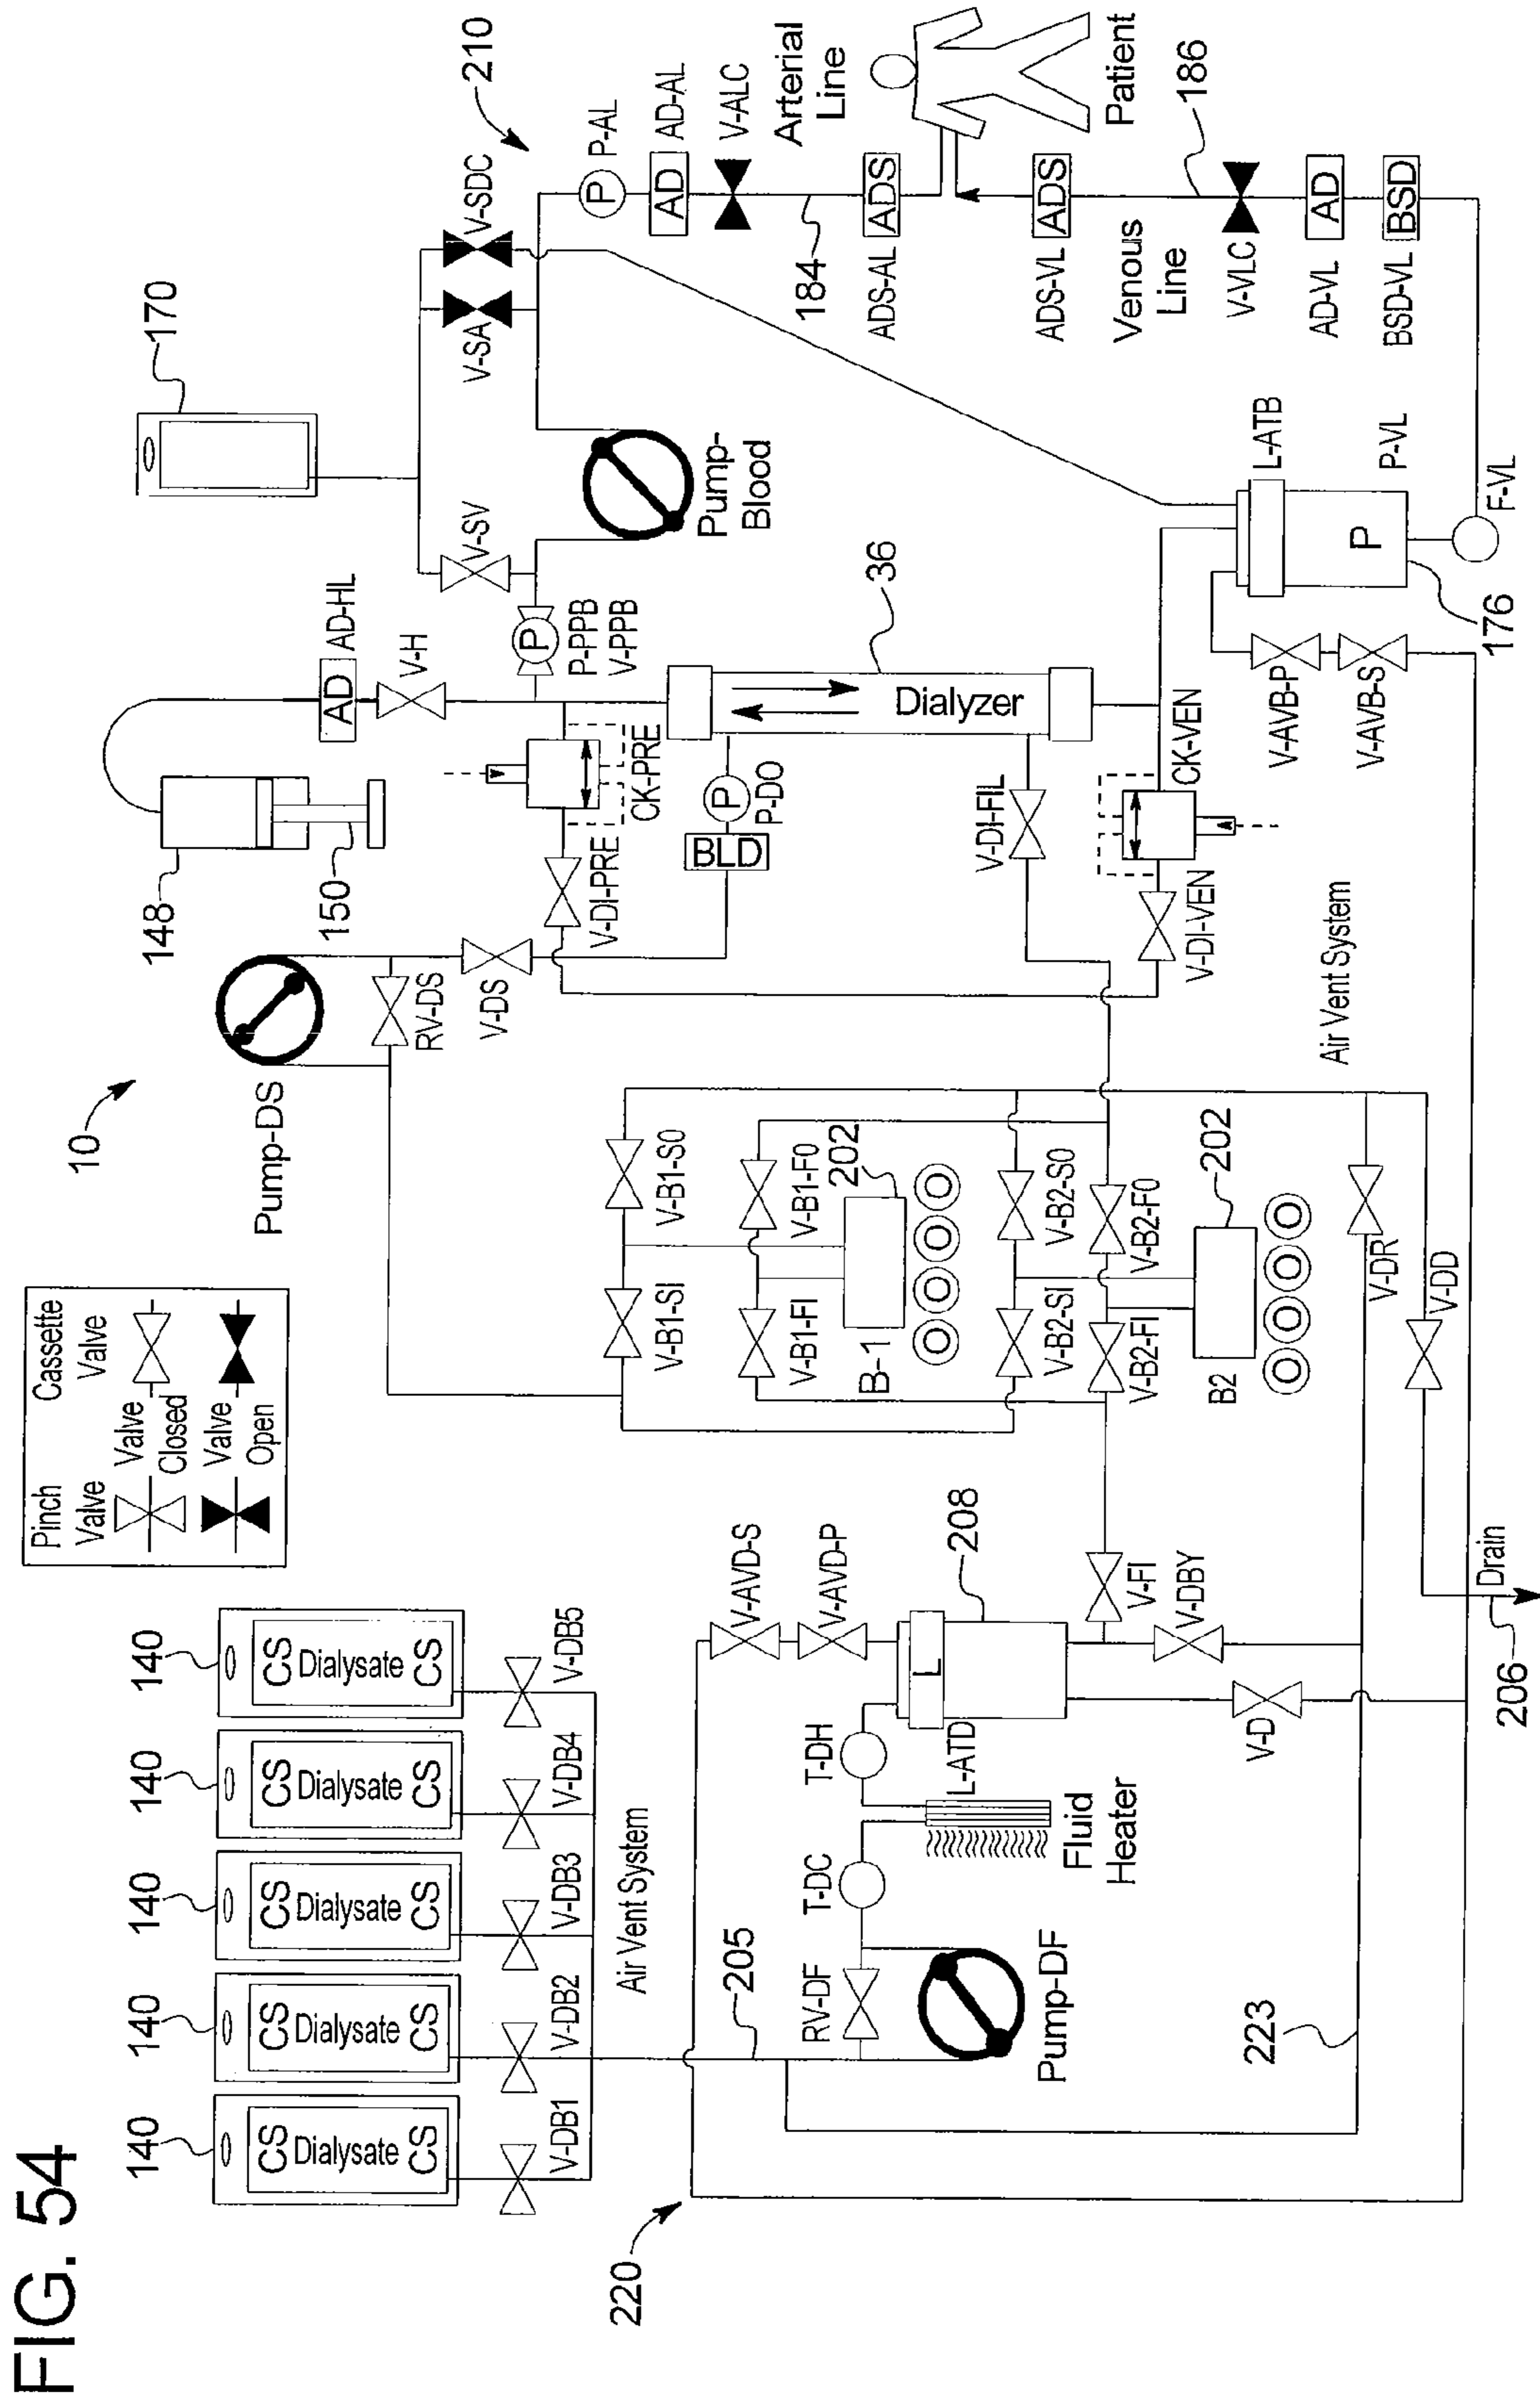 FIG. 54
10
Pinch Valve
Cassette Valve
Valve Closed
Valve Open
140
140
140
140
140
CS Dialysate CS
CS Dialysate CS
CS Dialysate CS
CS Dialysate CS
CS Dialysate CS
V-DB1
V-DB2
V-DB3
V-DB4
V-DB5
Air Vent System
220
205
223
RV-DF
Pump-DF
T-DC
T-DH
Fluid Heater
L-ATD
L
208
V-AVD-S
V-AVD-P
V-FI
V-DBY
V-D
Drain
206
Pump-DS
RV-DS
V-DS
V-B1-SI
V-B1-S0
V-B1-FI
V-B1-F0
B-1
202
V-B2-SI
V-B2-S0
V-B2-FI
V-B2-F0
B2
202
V-DR
V-DD
148
150
AD
AD-HL
V-H
V-DI-PRE
CK-PRE
BLD
P
P-DO
Dialyzer
36
V-DI-FIL
V-DI-VEN
CK-VEN
Air Vent System
P
P-PPB
V-PPB
V-SV
170
V-SA
V-SDC
Pump-Blood
210
P
P-AL
AD
AD-AL
V-ALC
Arterial Line
184
ADS
ADS-AL
Patient
ADS
ADS-VL
Venous Line
186
V-VLC
AD
AD-VL
BSD
BSD-VL
L-ATB
P
P-VL
F-VL
176
V-AVB-P
V-AVB-S